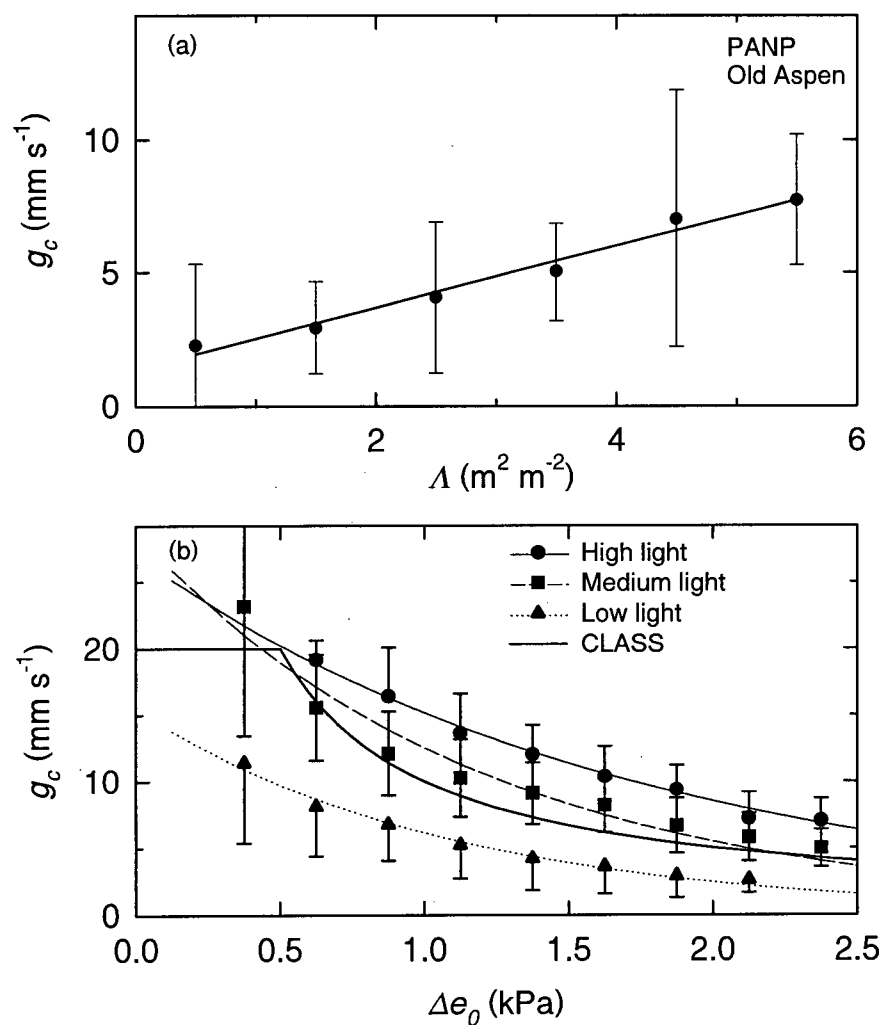 (a)
PANP
Old Aspen
10
5
0
g_c (mm s⁻¹)
0 2 4 6
Λ (m² m⁻²)
(b)
High light
Medium light
Low light
CLASS
20
10
0
g_c (mm s⁻¹)
0.0 0.5 1.0 1.5 2.0 2.5
Δe₀ (kPa)